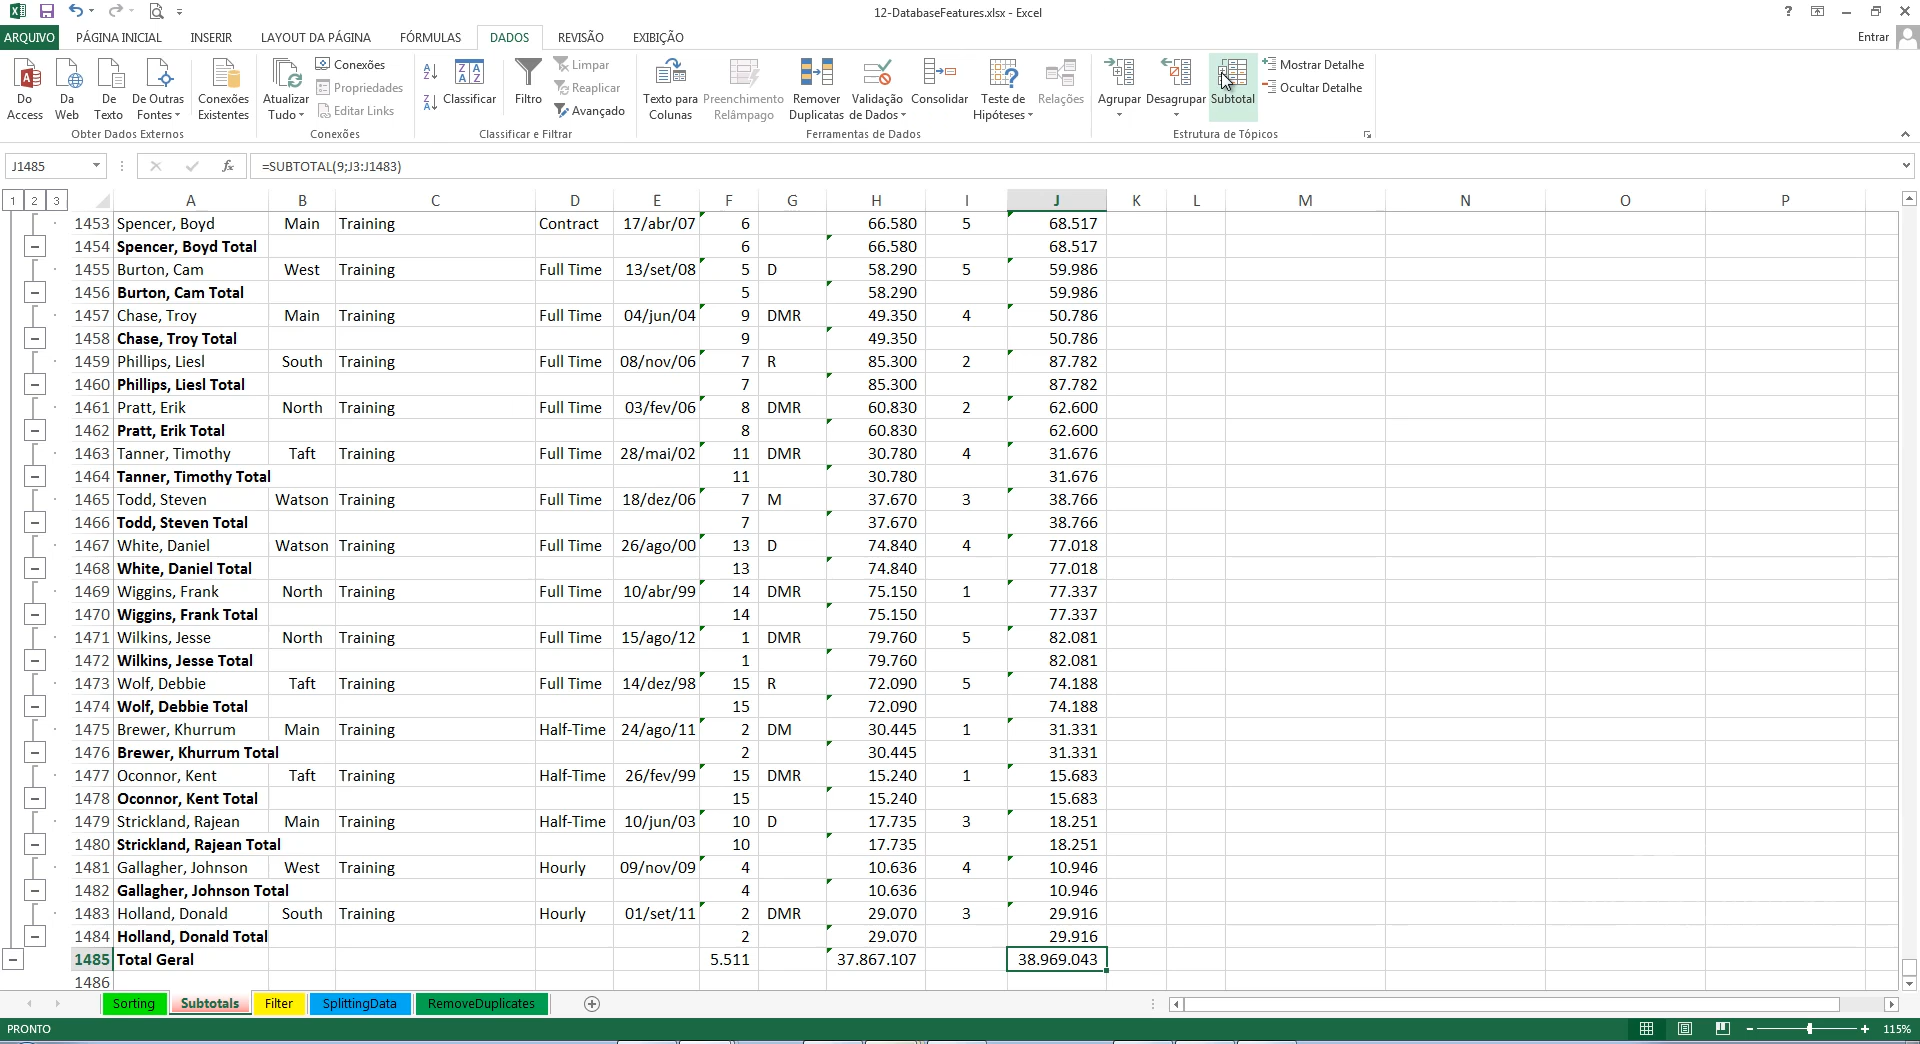 12-DatabaseFeatures.xlsx - Excel
ARQUIVO PÁGINA INICIAL INSERIR LAYOUT DA PÁGINA FÓRMULAS DADOS REVISÃO EXIBIÇÃO Entrar
Do Access Da Web De Texto De Outras Fontes Conexões Existentes
Obter Dados Externos
Atualizar Tudo Conexões Propriedades Editar Links
Conexões
Classificar Filtro Limpar Reaplicar Avançado
Classificar e Filtrar
Texto para Colunas Preenchimento Relâmpago Remover Duplicatas Validação de Dados Consolidar Teste de Hipóteses Relações
Ferramentas de Dados
Agrupar Desagrupar Subtotal Mostrar Detalhe Ocultar Detalhe
Estrutura de Tópicos
J1485 fx =SUBTOTAL(9;J3:J1483)
1 2 3 A B C D E F G H I J K L M N O P
1453 Spencer, Boyd Main Training Contract 17/abr/07 6 66.580 5 68.517
1454 Spencer, Boyd Total 6 66.580 68.517
1455 Burton, Cam West Training Full Time 13/set/08 5 D 58.290 5 59.986
1456 Burton, Cam Total 5 58.290 59.986
1457 Chase, Troy Main Training Full Time 04/jun/04 9 DMR 49.350 4 50.786
1458 Chase, Troy Total 9 49.350 50.786
1459 Phillips, Liesl South Training Full Time 08/nov/06 7 R 85.300 2 87.782
1460 Phillips, Liesl Total 7 85.300 87.782
1461 Pratt, Erik North Training Full Time 03/fev/06 8 DMR 60.830 2 62.600
1462 Pratt, Erik Total 8 60.830 62.600
1463 Tanner, Timothy Taft Training Full Time 28/mai/02 11 DMR 30.780 4 31.676
1464 Tanner, Timothy Total 11 30.780 31.676
1465 Todd, Steven Watson Training Full Time 18/dez/06 7 M 37.670 3 38.766
1466 Todd, Steven Total 7 37.670 38.766
1467 White, Daniel Watson Training Full Time 26/ago/00 13 D 74.840 4 77.018
1468 White, Daniel Total 13 74.840 77.018
1469 Wiggins, Frank North Training Full Time 10/abr/99 14 DMR 75.150 1 77.337
1470 Wiggins, Frank Total 14 75.150 77.337
1471 Wilkins, Jesse North Training Full Time 15/ago/12 1 DMR 79.760 5 82.081
1472 Wilkins, Jesse Total 1 79.760 82.081
1473 Wolf, Debbie Taft Training Full Time 14/dez/98 15 R 72.090 5 74.188
1474 Wolf, Debbie Total 15 72.090 74.188
1475 Brewer, Khurrum Main Training Half-Time 24/ago/11 2 DM 30.445 1 31.331
1476 Brewer, Khurrum Total 2 30.445 31.331
1477 Oconnor, Kent Taft Training Half-Time 26/fev/99 15 DMR 15.240 1 15.683
1478 Oconnor, Kent Total 15 15.240 15.683
1479 Strickland, Rajean Main Training Half-Time 10/jun/03 10 D 17.735 3 18.251
1480 Strickland, Rajean Total 10 17.735 18.251
1481 Gallagher, Johnson West Training Hourly 09/nov/09 4 10.636 4 10.946
1482 Gallagher, Johnson Total 4 10.636 10.946
1483 Holland, Donald South Training Hourly 01/set/11 2 DMR 29.070 3 29.916
1484 Holland, Donald Total 2 29.070 29.916
1485 Total Geral 5.511 37.867.107 38.969.043
1486
Sorting Subtotals Filter SplittingData RemoveDuplicates
PRONTO 115%